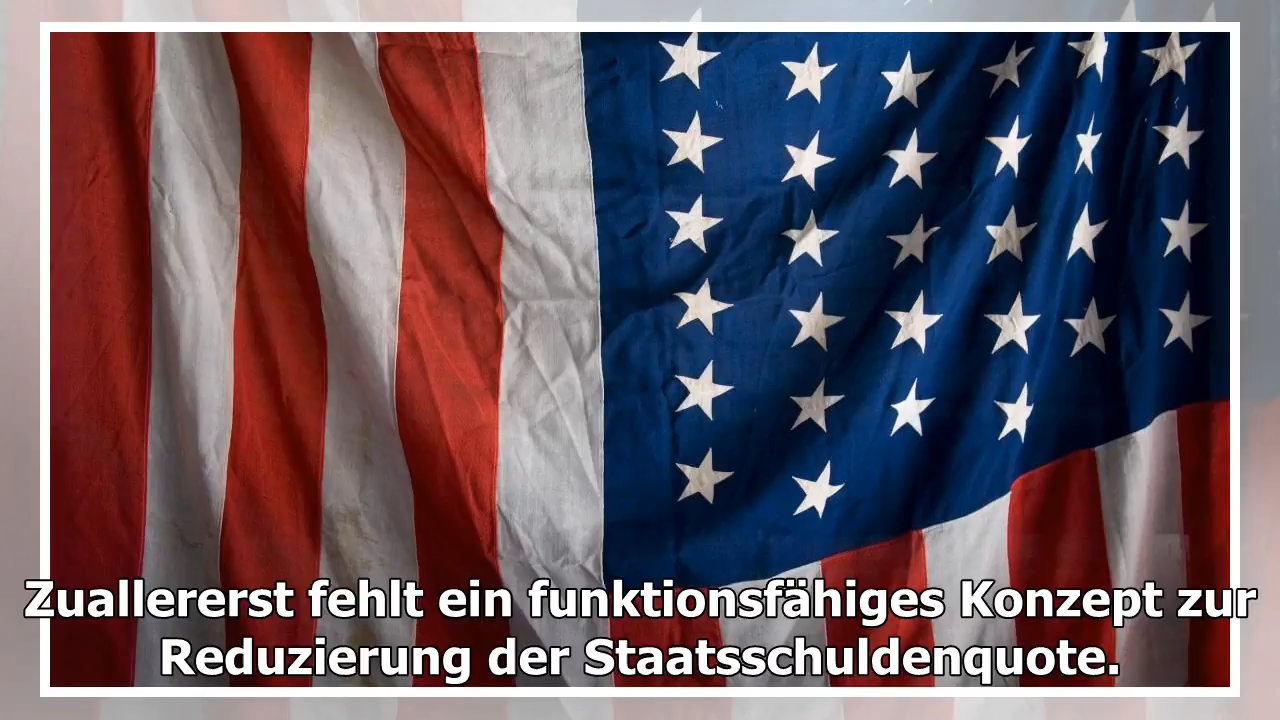 Zuallererst fehlt ein funktionsfähiges Konzept zur
Reduzierung der Staatsschuldenquote.